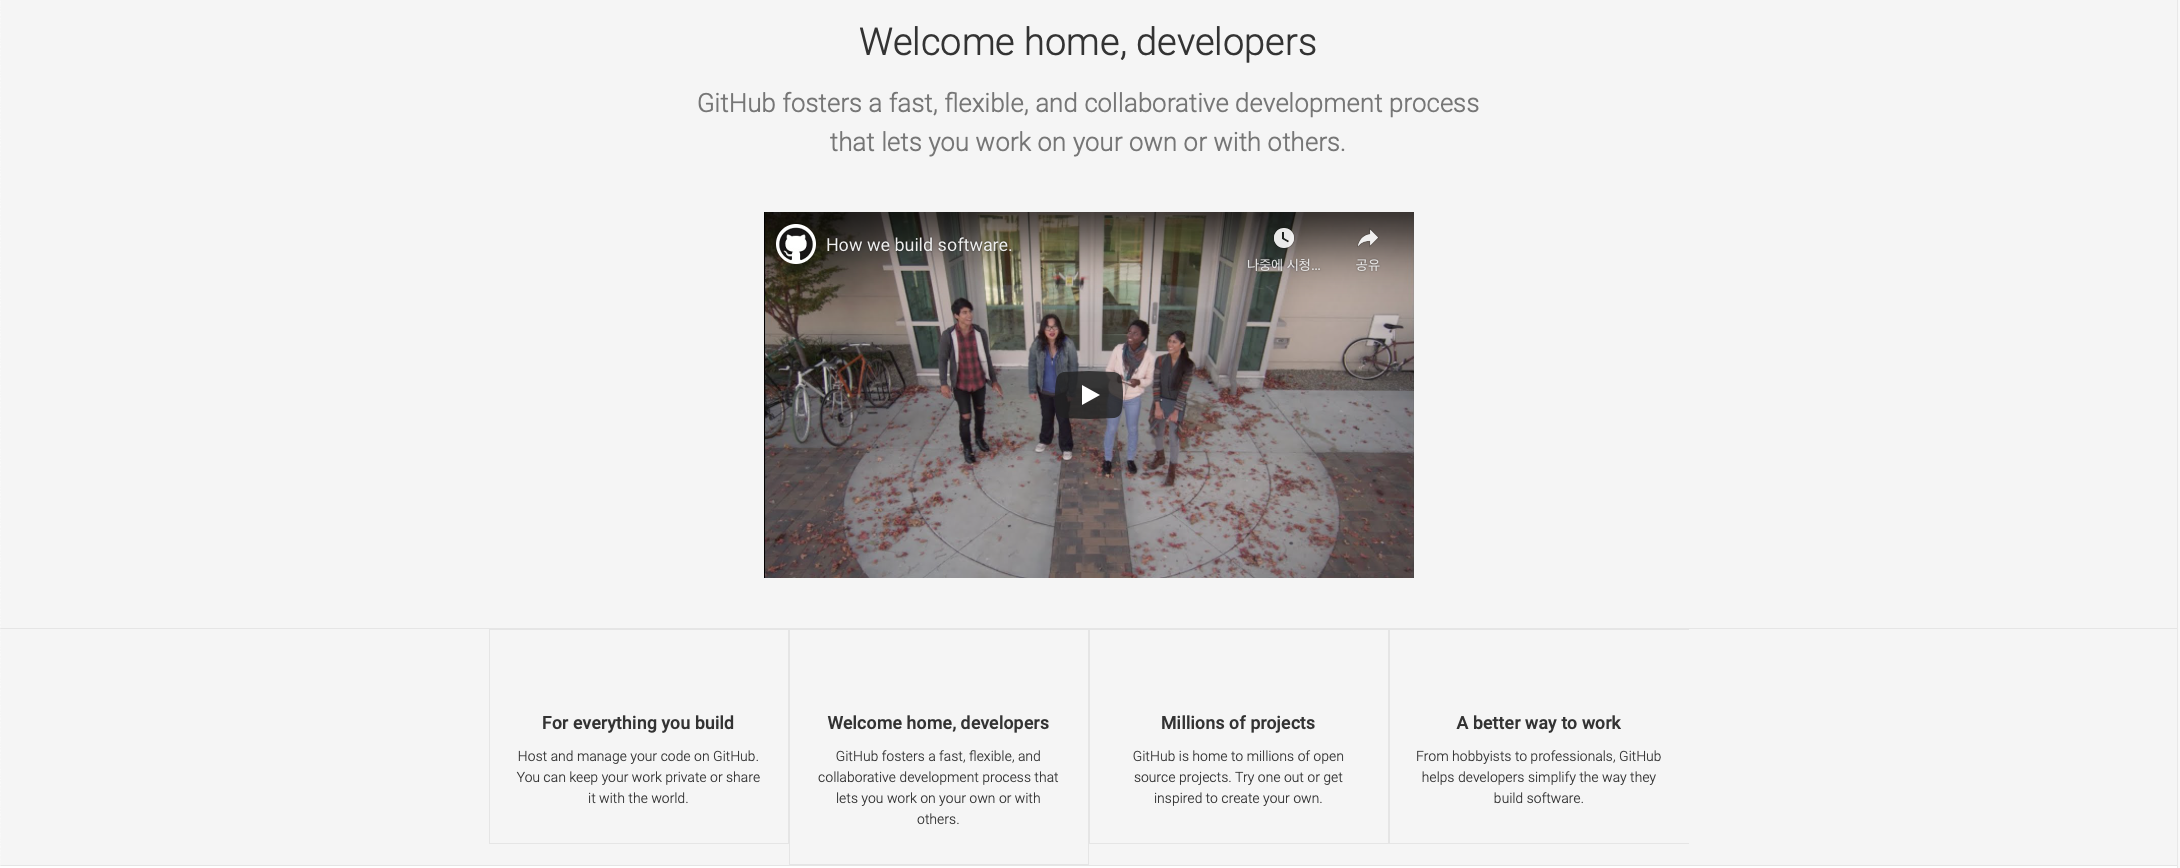 Welcome home, developers
GitHub fosters a fast, flexible, and collaborative development process
that lets you work on your own or with others.
How we build software.
나중에 시청...
공유
For everything you build
Host and manage your code on GitHub.
You can keep your work private or share
it with the world.
Welcome home, developers
GitHub fosters a fast, flexible, and
collaborative development process that
lets you work on your own or with
others.
Millions of projects
GitHub is home to millions of open
source projects. Try one out or get
inspired to create your own.
A better way to work
From hobbyists to professionals, GitHub
helps developers simplify the way they
build software.